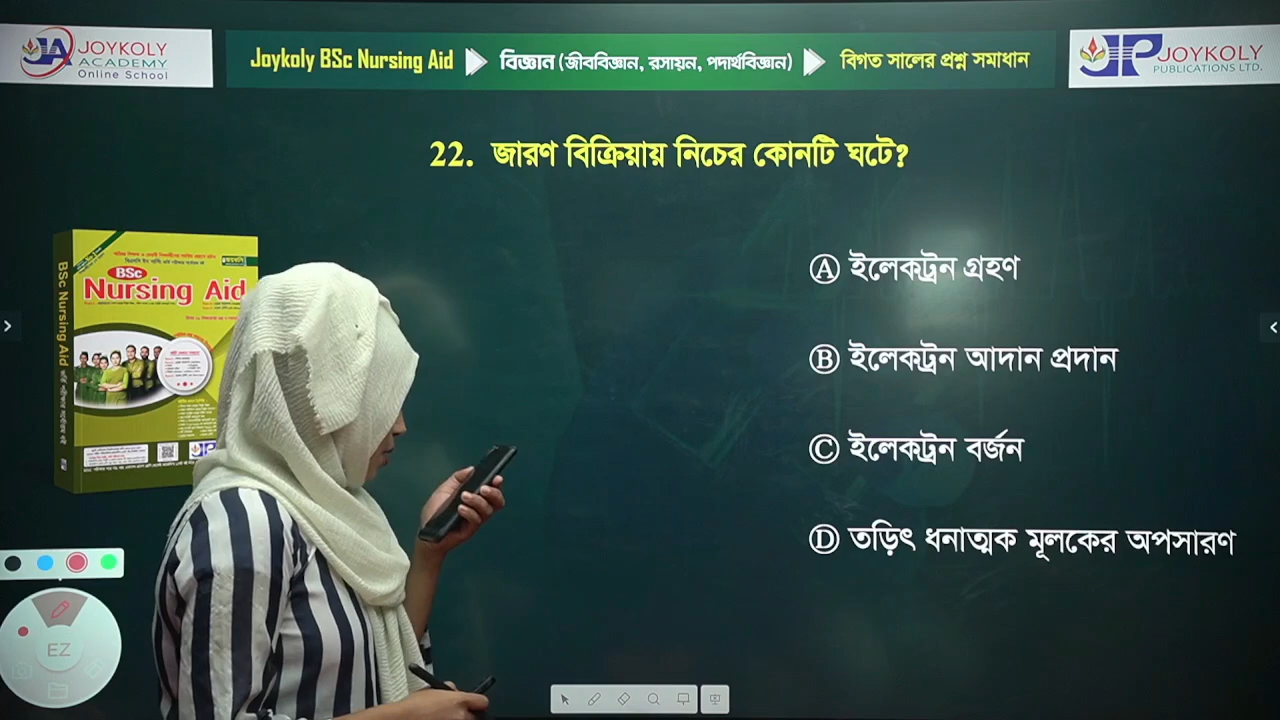 JOYKOLY
ACADEMY
Online School
Joykoly BSc Nursing Aid
বিজ্ঞান (জীববিজ্ঞান, রসায়ন, পদার্থবিজ্ঞান)
বিগত সালের প্রশ্ন সমাধান
JOYKOLY
PUBLICATIONS LTD.
22. জারণ বিক্রিয়ায় নিচের কোনটি ঘটে?
A ইলেকট্রন গ্রহণ
B ইলেকট্রন আদান প্রদান
C ইলেকট্রন বর্জন
D তড়িৎ ধনাত্মক মূলকের অপসারণ
BSc
Nursing Aid
BSc Nursing Aid
EZ